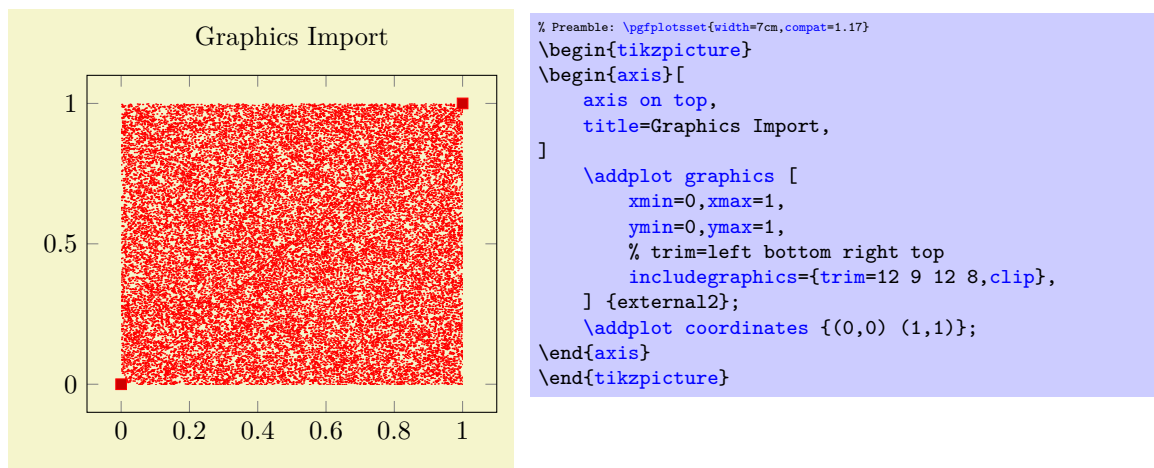 Graphics Import
1
0.5
0
0 0.2 0.4 0.6 0.8 1
% Preamble: \pgfplotsset{width=7cm,compat=1.17}
\begin{tikzpicture}
\begin{axis}[
    axis on top,
    title=Graphics Import,
]
    \addplot graphics [
        xmin=0,xmax=1,
        ymin=0,ymax=1,
        % trim=left bottom right top
        includegraphics={trim=12 9 12 8,clip},
    ] {external2};
    \addplot coordinates {(0,0) (1,1)};
\end{axis}
\end{tikzpicture}